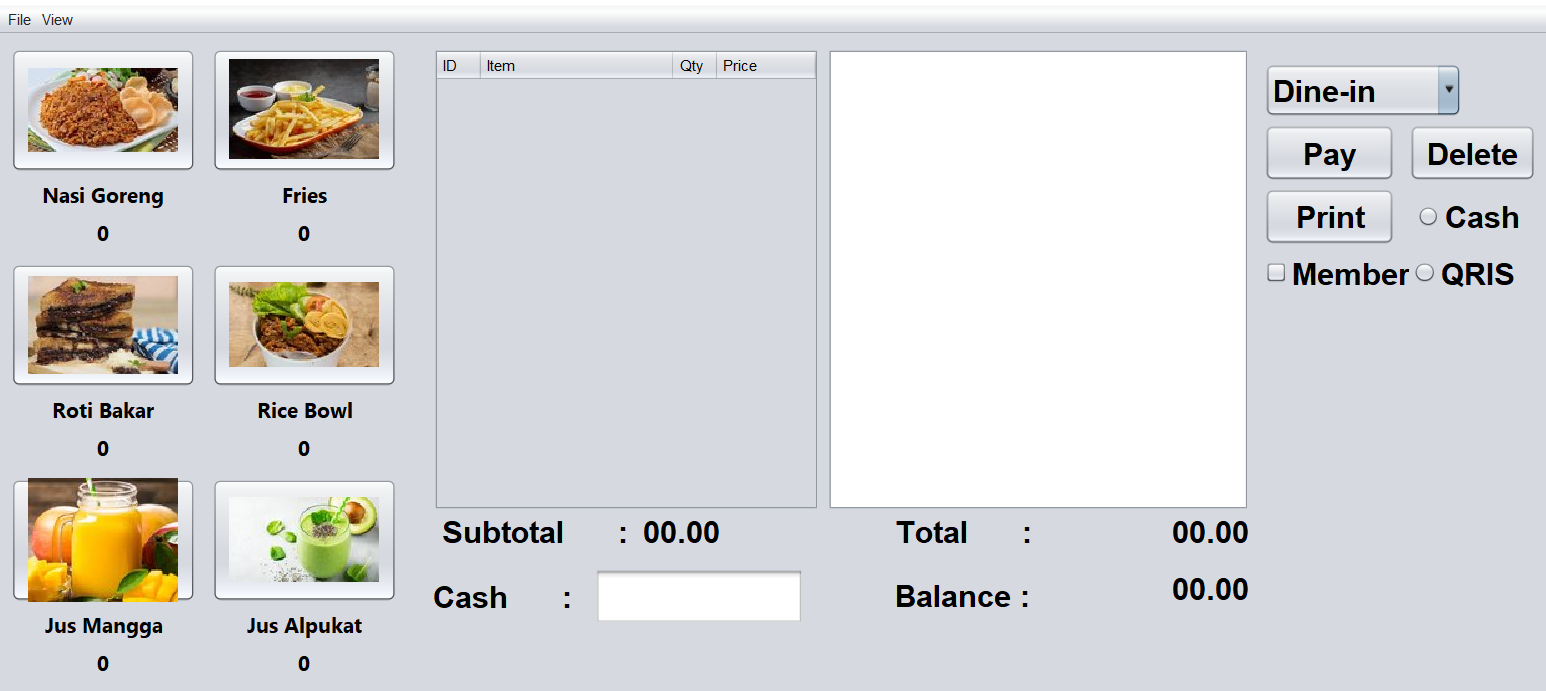 File View
Nasi Goreng
0
Fries
0
Roti Bakar
0
Rice Bowl
0
Jus Mangga
0
Jus Alpukat
0
ID Item Qty Price
Subtotal : 00.00
Cash :
Total : 00.00
Balance : 00.00
Dine-in
Pay Delete
Print Cash
Member QRIS